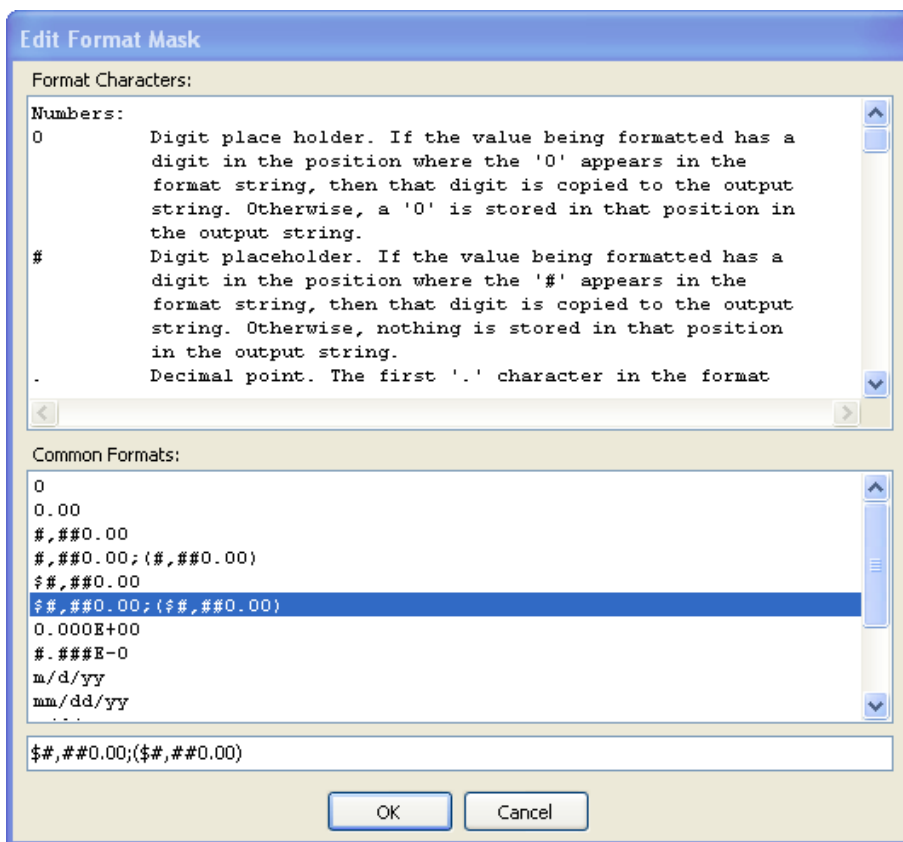 Edit Format Mask
Format Characters:
Numbers:
0 Digit place holder. If the value being formatted has a
digit in the position where the '0' appears in the
format string, then that digit is copied to the output
string. Otherwise, a '0' is stored in that position in
the output string.
# Digit placeholder. If the value being formatted has a
digit in the position where the '#' appears in the
format string, then that digit is copied to the output
string. Otherwise, nothing is stored in that position
in the output string.
. Decimal point. The first '.' character in the format
Common Formats:
0
0.00
#,##0.00
#,##0.00;(#,##0.00)
$#,##0.00
$#,##0.00;($#,##0.00)
0.000E+00
#.###E-0
m/d/yy
mm/dd/yy
$#,##0.00;($#,##0.00)
OK Cancel